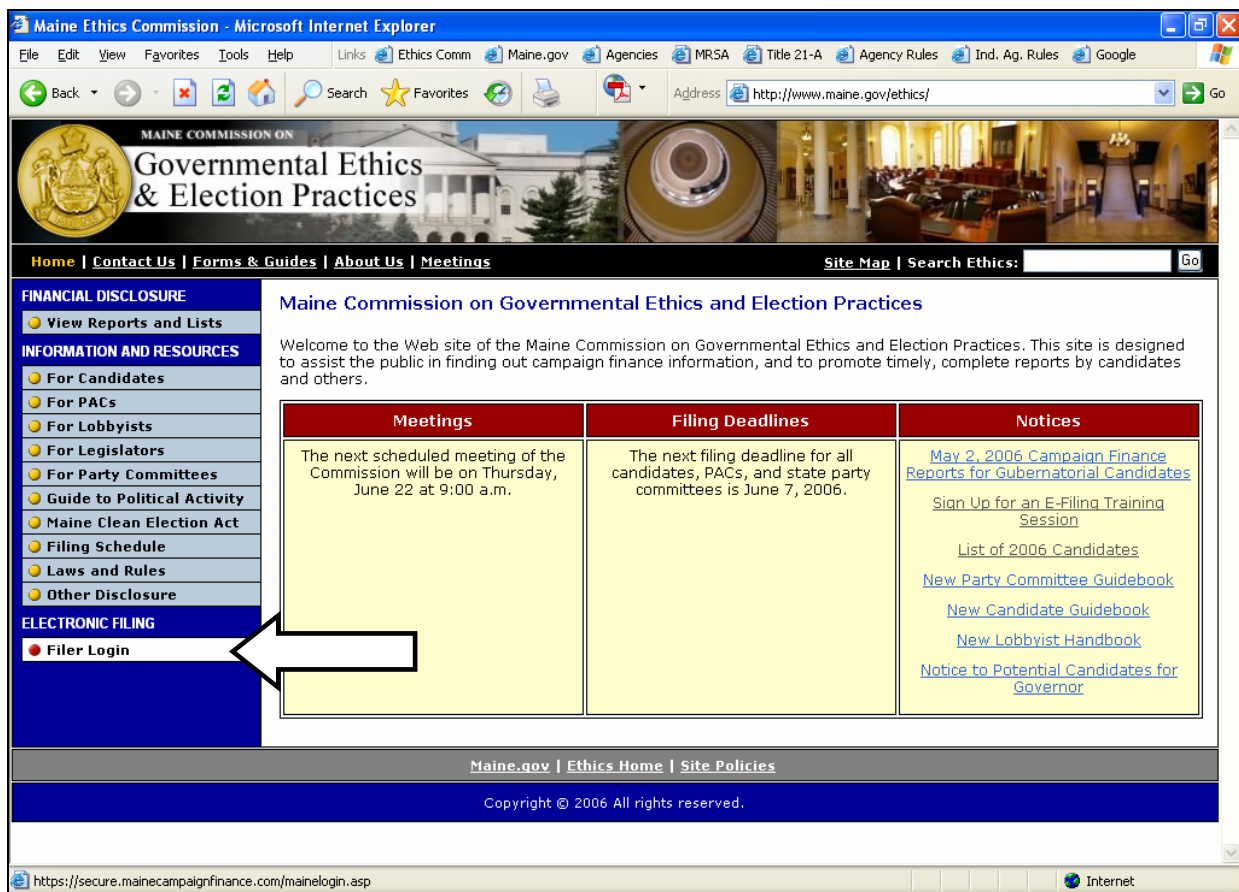 Maine Ethics Commission - Microsoft Internet Explorer
File Edit View Favorites Tools Help Links Ethics Comm Maine.gov Agencies MRSA Title 21-A Agency Rules Ind. Ag. Rules Google
Back Search Favorites Address http://www.maine.gov/ethics/ Go
MAINE COMMISSION ON
Governmental Ethics
& Election Practices
Home | Contact Us | Forms & Guides | About Us | Meetings Site Map | Search Ethics: Go
FINANCIAL DISCLOSURE
View Reports and Lists
INFORMATION AND RESOURCES
For Candidates
For PACs
For Lobbyists
For Legislators
For Party Committees
Guide to Political Activity
Maine Clean Election Act
Filing Schedule
Laws and Rules
Other Disclosure
ELECTRONIC FILING
Filer Login
Maine Commission on Governmental Ethics and Election Practices
Welcome to the Web site of the Maine Commission on Governmental Ethics and Election Practices. This site is designed
to assist the public in finding out campaign finance information, and to promote timely, complete reports by candidates
and others.
Meetings
The next scheduled meeting of the
Commission will be on Thursday,
June 22 at 9:00 a.m.
Filing Deadlines
The next filing deadline for all
candidates, PACs, and state party
committees is June 7, 2006.
Notices
May 2, 2006 Campaign Finance
Reports for Gubernatorial Candidates
Sign Up for an E-Filing Training
Session
List of 2006 Candidates
New Party Committee Guidebook
New Candidate Guidebook
New Lobbyist Handbook
Notice to Potential Candidates for
Governor
Maine.gov | Ethics Home | Site Policies
Copyright © 2006 All rights reserved.
https://secure.mainecampaignfinance.com/mainelogin.asp Internet